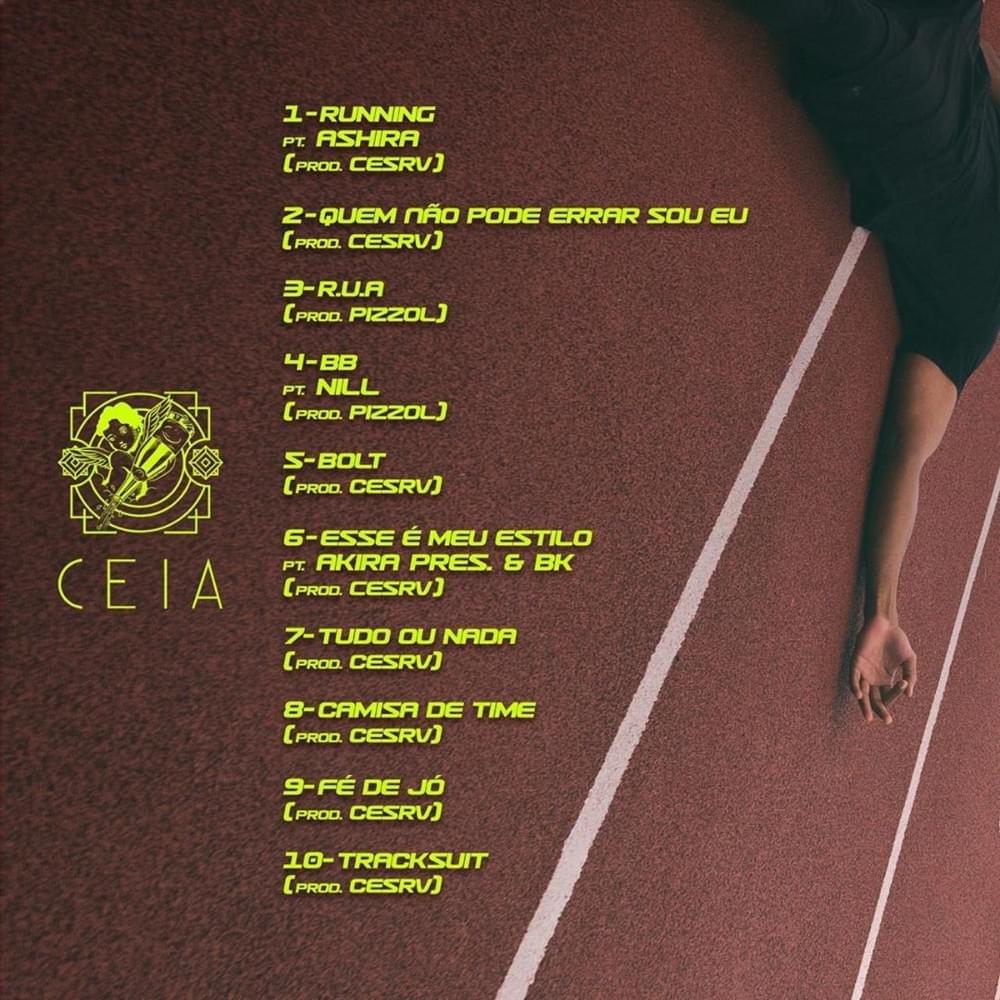 1-RUNNING
PT. ASHIRA
(PROD. CESRV)
2-QUEM NÃO PODE ERRAR SOU EU
(PROD. CESRV)
3-R.U.A
(PROD. PIZZOL)
4-BB
PT. NILL
(PROD. PIZZOL)
5-BOLT
(PROD. CESRV)
6-ESSE É MEU ESTILO
PT. AKIRA PRES. & BK
(PROD. CESRV)
7-TUDO OU NADA
(PROD. CESRV)
8-CAMISA DE TIME
(PROD. CESRV)
9-FÉ DE JÓ
(PROD. CESRV)
10-TRACKSUIT
(PROD. CESRV)
CEIA